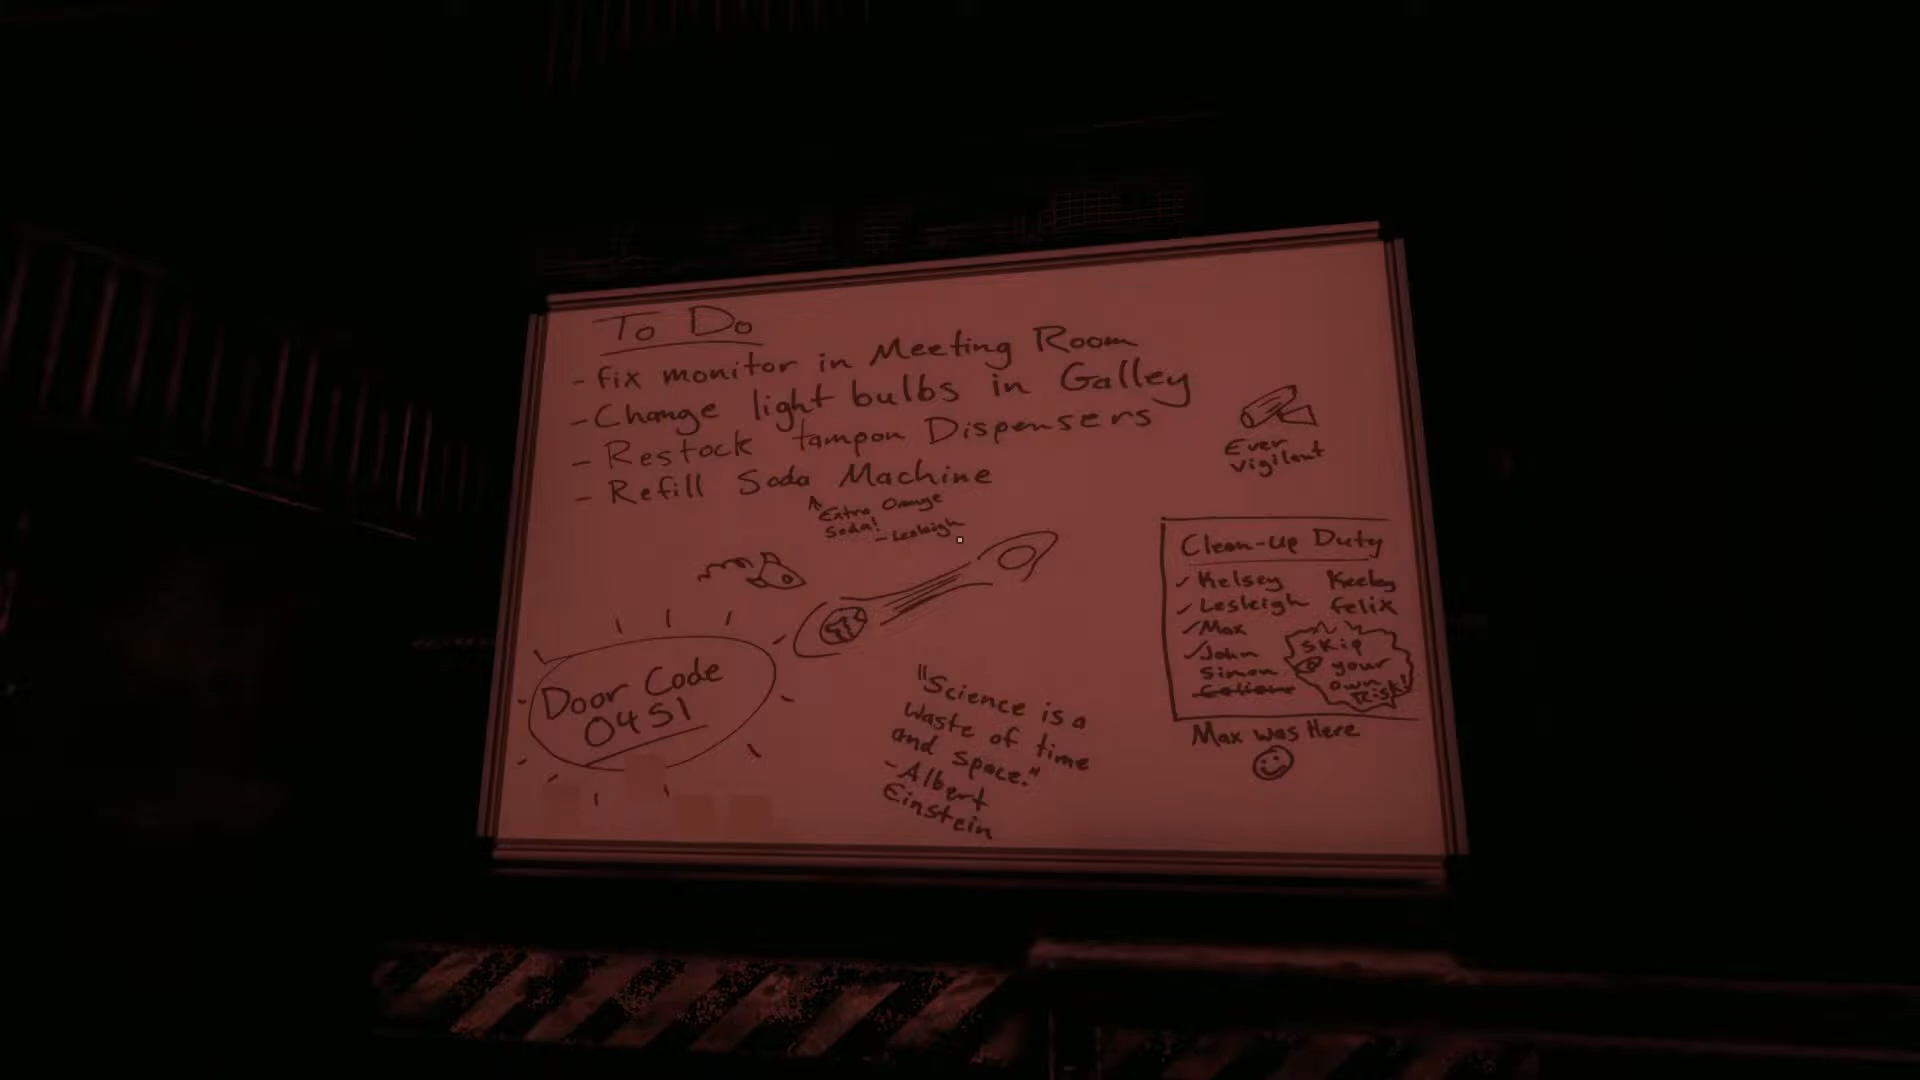 To Do
- fix monitor in Meeting Room
- Change light bulbs in Galley
- Restock tampon Dispensers
- Refill Soda Machine
Extra Orange
Soda!
- Lesleigh
Ever
Vigilant
Clean-up Duty
Kelsey Keeley
Lesleigh Felix
Max
John
Simon
Skip
your
own
Risk!
Max was Here
Door Code
0451
"Science is a
waste of time
and space."
- Albert
Einstein